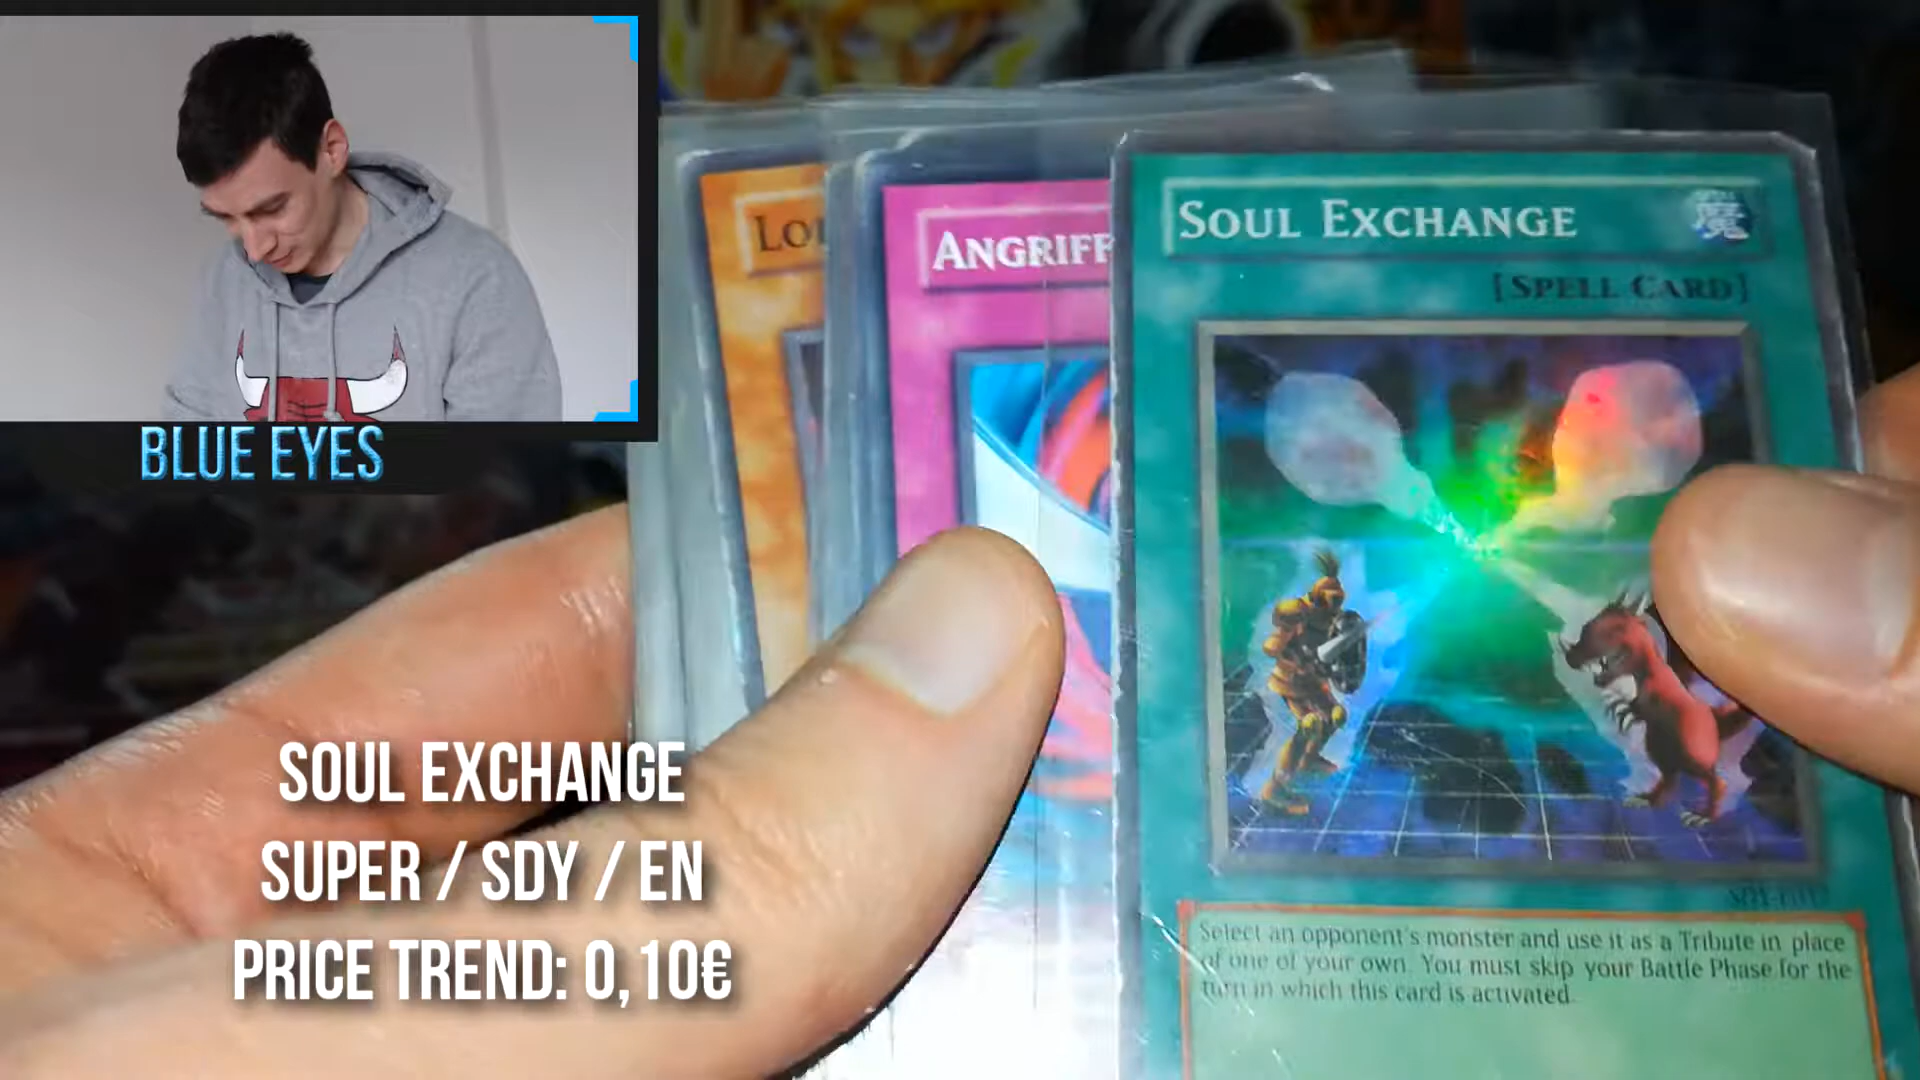 BLUE EYES
LO
ANGRIFF
SOUL EXCHANGE
魔
[SPELL CARD]
Select an opponent's monster and use it as a Tribute in place
of one of your own. You must skip your Battle Phase for the
turn in which this card is activated.
SOUL EXCHANGE
SUPER / SDY / EN
PRICE TREND: 0,10€